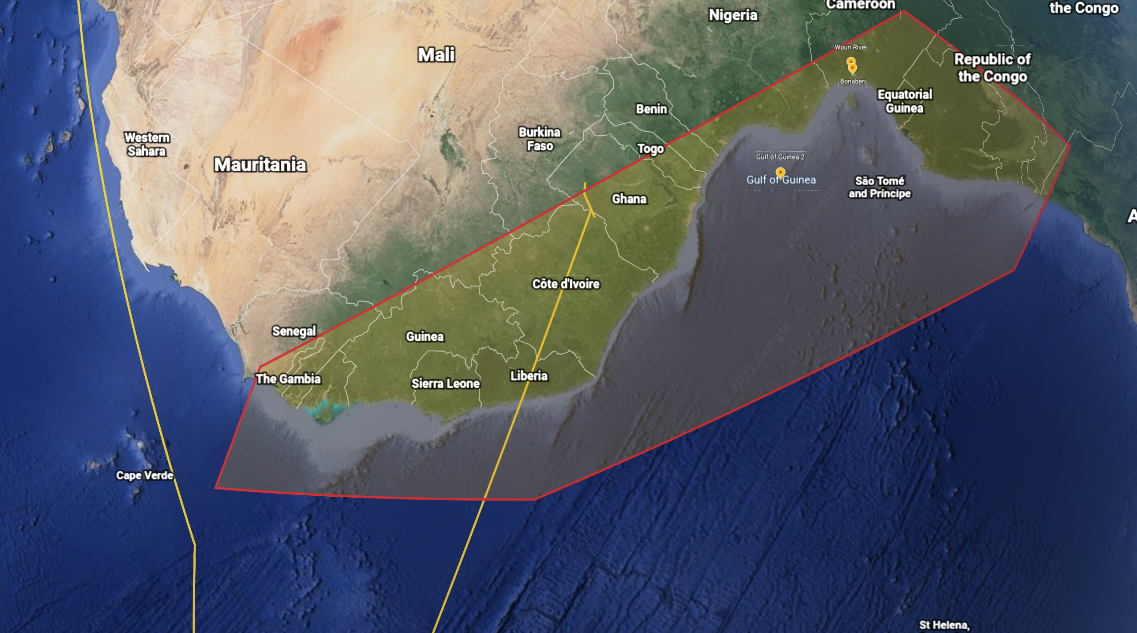 Cameroon
Nigeria
the Congo
Mali
Wouri River
Republic of
the Congo
Bonaberi
Equatorial
Guinea
Benin
Burkina
Faso
Western
Sahara
Togo
Mauritania
Gulf of Guinea 2
Gulf of Guinea
São Tomé
and Príncipe
Ghana
A
Côte d'Ivoire
Senegal
Guinea
The Gambia
Sierra Leone
Liberia
Cape Verde
St Helena,